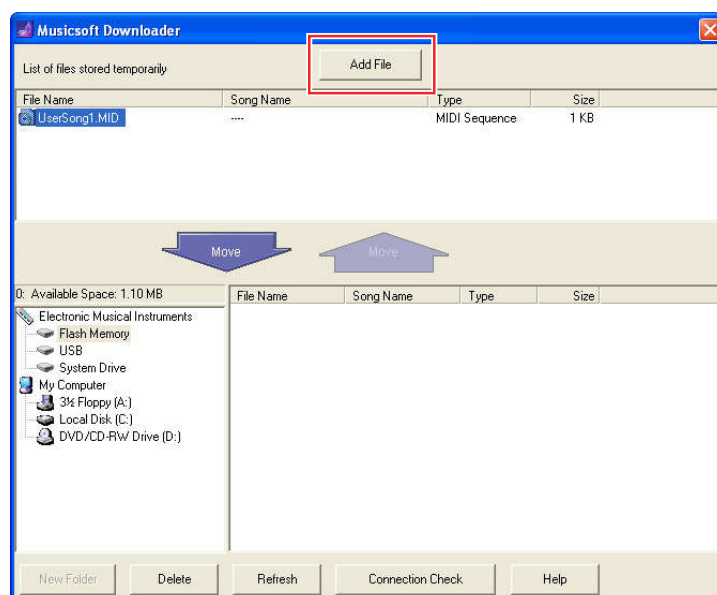 Musicsoft Downloader
List of files stored temporarily
Add File
File Name Song Name Type Size
UserSong1.MID ---- MIDI Sequence 1 KB
Move Move
0: Available Space: 1.10 MB
File Name Song Name Type Size
Electronic Musical Instruments
Flash Memory
USB
System Drive
My Computer
3½ Floppy (A:)
Local Disk (C:)
DVD/CD-RW Drive (D:)
New Folder Delete Refresh Connection Check Help